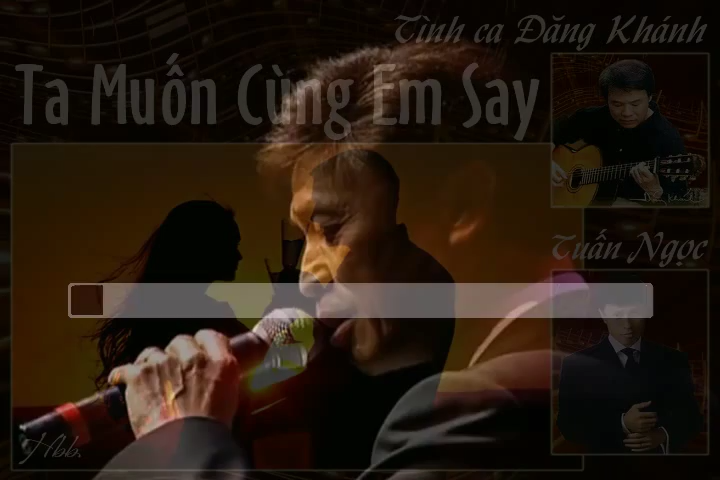 Tình ca Đăng Khánh
Ta Muốn Cùng Em Say
Tuấn Ngọc
Hbb.